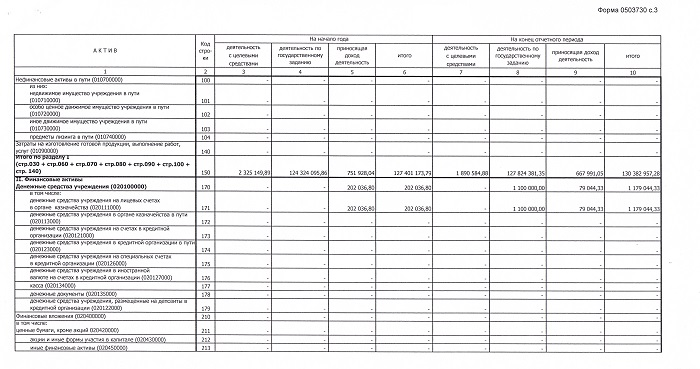 Форма 0503730 с.3
А К Т И В
Код
стро-
ки
На начало года
На конец отчетного периода
деятельность
с целевыми
средствами
деятельность по
государственному
заданию
приносящая
доход
деятельность
итого
деятельность
с целевыми
средствами
деятельность по
государственному
заданию
приносящая доход
деятельность
итого
1 2 3 4 5 6 7 8 9 10
Нефинансовые активы в пути (010700000) 100 - - - - - - - -
из них:
недвижимое имущество учреждения в пути
(010710000) 101 - - - - - - - -
особо ценное движимое имущество учреждения в пути
(010720000) 102 - - - - - - - -
иное движимое имущество учреждения в пути
(010730000) 103 - - - - - - - -
предметы лизинга в пути (010740000) 104 - - - - - - - -
Затраты на изготовление готовой продукции, выполнение работ,
услуг (01090000) 140 - - - - - - - -
Итого по разделу I
(стр.030 + стр.060 + стр.070 + стр.080 + стр.090 + стр.100 +
стр. 140) 150 2 325 149,89 124 324 095,86 751 928,04 127 401 173,79 1 890 584,88 127 824 381,35 667 991,05 130 382 957,28
II. Финансовые активы
Денежные средства учреждения (020100000) 170 - - 202 036,80 202 036,80 - 1 100 000,00 79 044,33 1 179 044,33
в том числе:
денежные средства учреждения на лицевых счетах
в органе казначейства (020111000) 171 - - 202 036,80 202 036,80 - 1 100 000,00 79 044,33 1 179 044,33
денежные средства учреждения в органе казначейства в пути
(020113000) 172 - - - - - - - -
денежные средства учреждения на счетах в кредитной
организации (020121000) 173 - - - - - - - -
денежные средства учреждения в кредитной организации в пути
(020123000) 174 - - - - - - - -
денежные средства учреждения на специальных счетах
в кредитной организации (020126000) 175 - - - - - - - -
денежные средства учреждения в иностранной
валюте на счетах в кредитной организации (020127000) 176 - - - - - - - -
касса (020134000) 177 - - - - - - - -
денежные документы (020135000) 178 - - - - - - - -
денежные средства учреждения, размещенные на депозиты в
кредитной организации (020122000) 179 - - - - - - - -
Финансовые вложения (020400000) 210 - - - - - - - -
в том числе:
ценные бумаги, кроме акций (020420000) 211 - - - - - - - -
акции и иные формы участия в капитале (020430000) 212 - - - - - - - -
иные финансовые активы (020450000) 213 - - - - - - - -